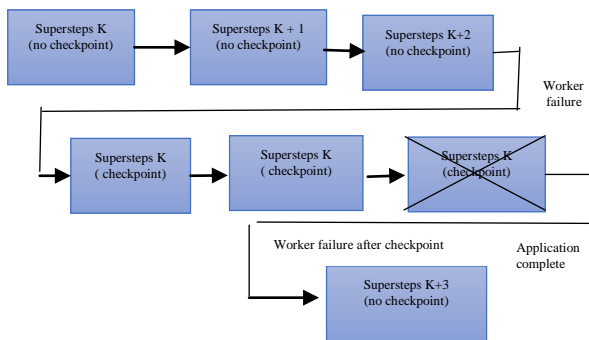 Supersteps K
(no checkpoint)
Supersteps K + 1
(no checkpoint)
Supersteps K+2
(no checkpoint)
Worker
failure
Supersteps K
( checkpoint)
Supersteps K
( checkpoint)
Supersteps K
(checkpoint)
Worker failure after checkpoint
Application
complete
Supersteps K+3
(no checkpoint)